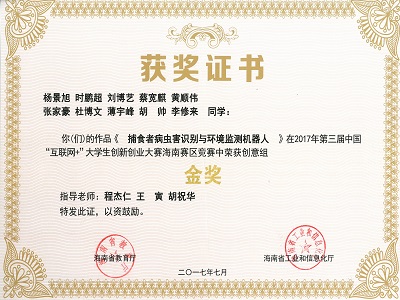 获奖证书
杨景旭 时鹏超 刘博艺 蔡宽麒 黄顺伟
张家豪 杜博文 薄宇峰 胡 帅 李修来 同学:
你(们)的作品《 捕食者病虫害识别与环境监测机器人 》在2017年第三届中国
“互联网+”大学生创新创业大赛海南赛区竞赛中荣获创意组
金奖
指导老师: 程杰仁 王 寅 胡祝华
特发此证,以资鼓励。
海南省教育厅 海南省工业和信息化厅
二〇一七年七月